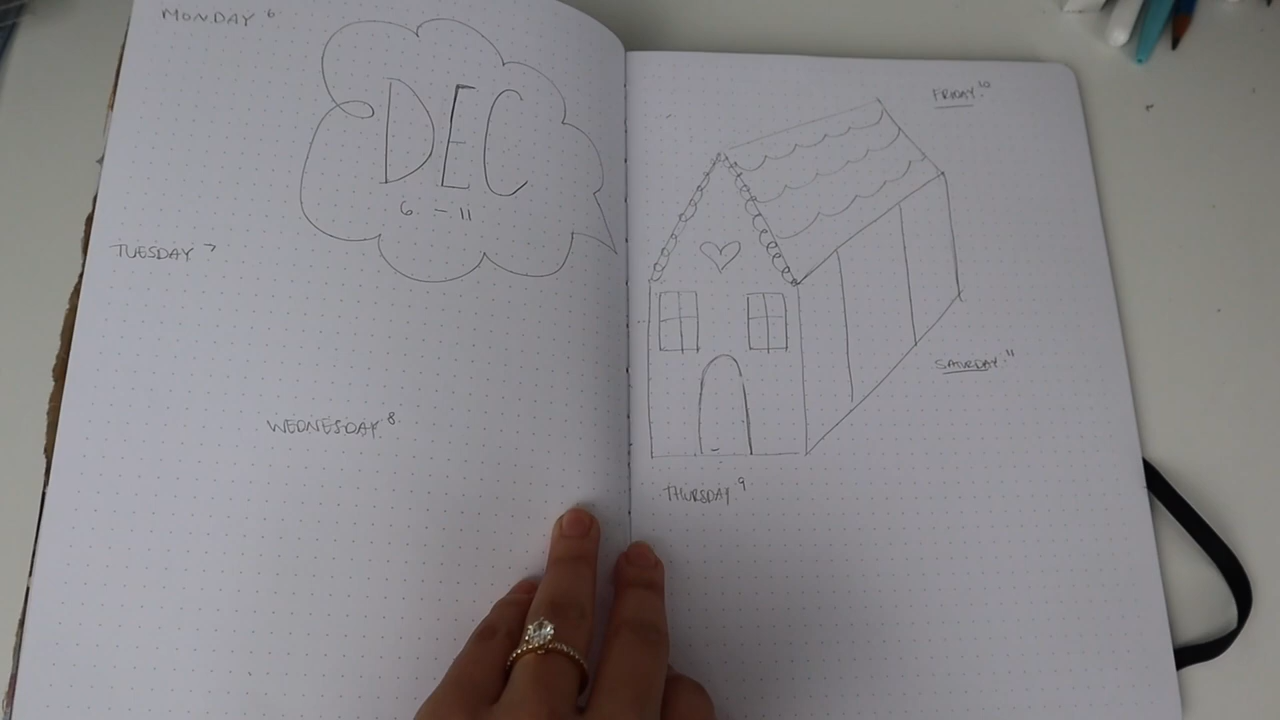 MONDAY 6
DEC
6 - 11
TUESDAY 7
WEDNESDAY 8
THURSDAY 9
FRIDAY 10
SATURDAY 11